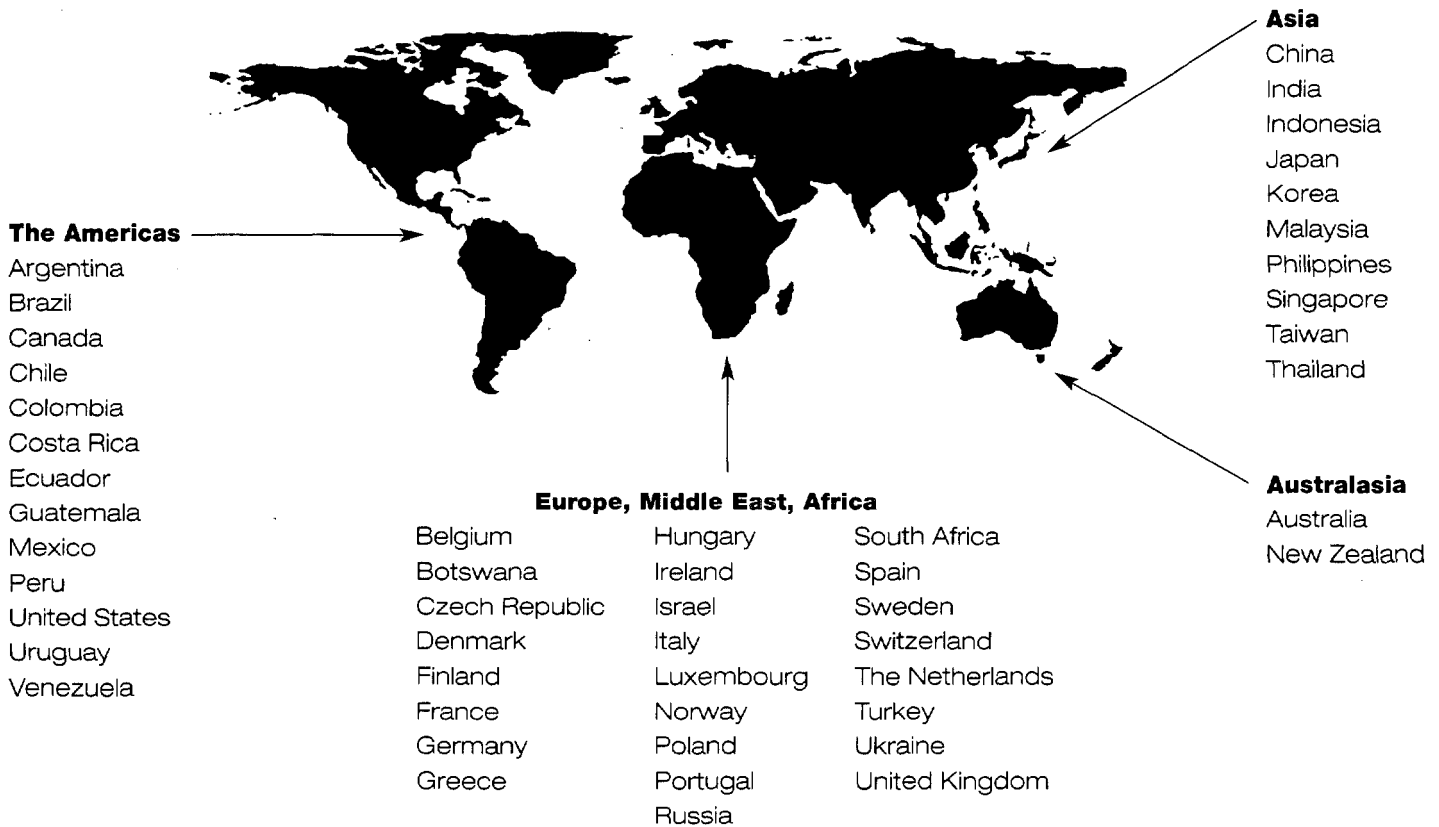 The Americas
Argentina
Brazil
Canada
Chile
Colombia
Costa Rica
Ecuador
Guatemala
Mexico
Peru
United States
Uruguay
Venezuela
Europe, Middle East, Africa
Belgium
Botswana
Czech Republic
Denmark
Finland
France
Germany
Greece
Hungary
Ireland
Israel
Italy
Luxembourg
Norway
Poland
Portugal
Russia
South Africa
Spain
Sweden
Switzerland
The Netherlands
Turkey
Ukraine
United Kingdom
Asia
China
India
Indonesia
Japan
Korea
Malaysia
Philippines
Singapore
Taiwan
Thailand
Australasia
Australia
New Zealand